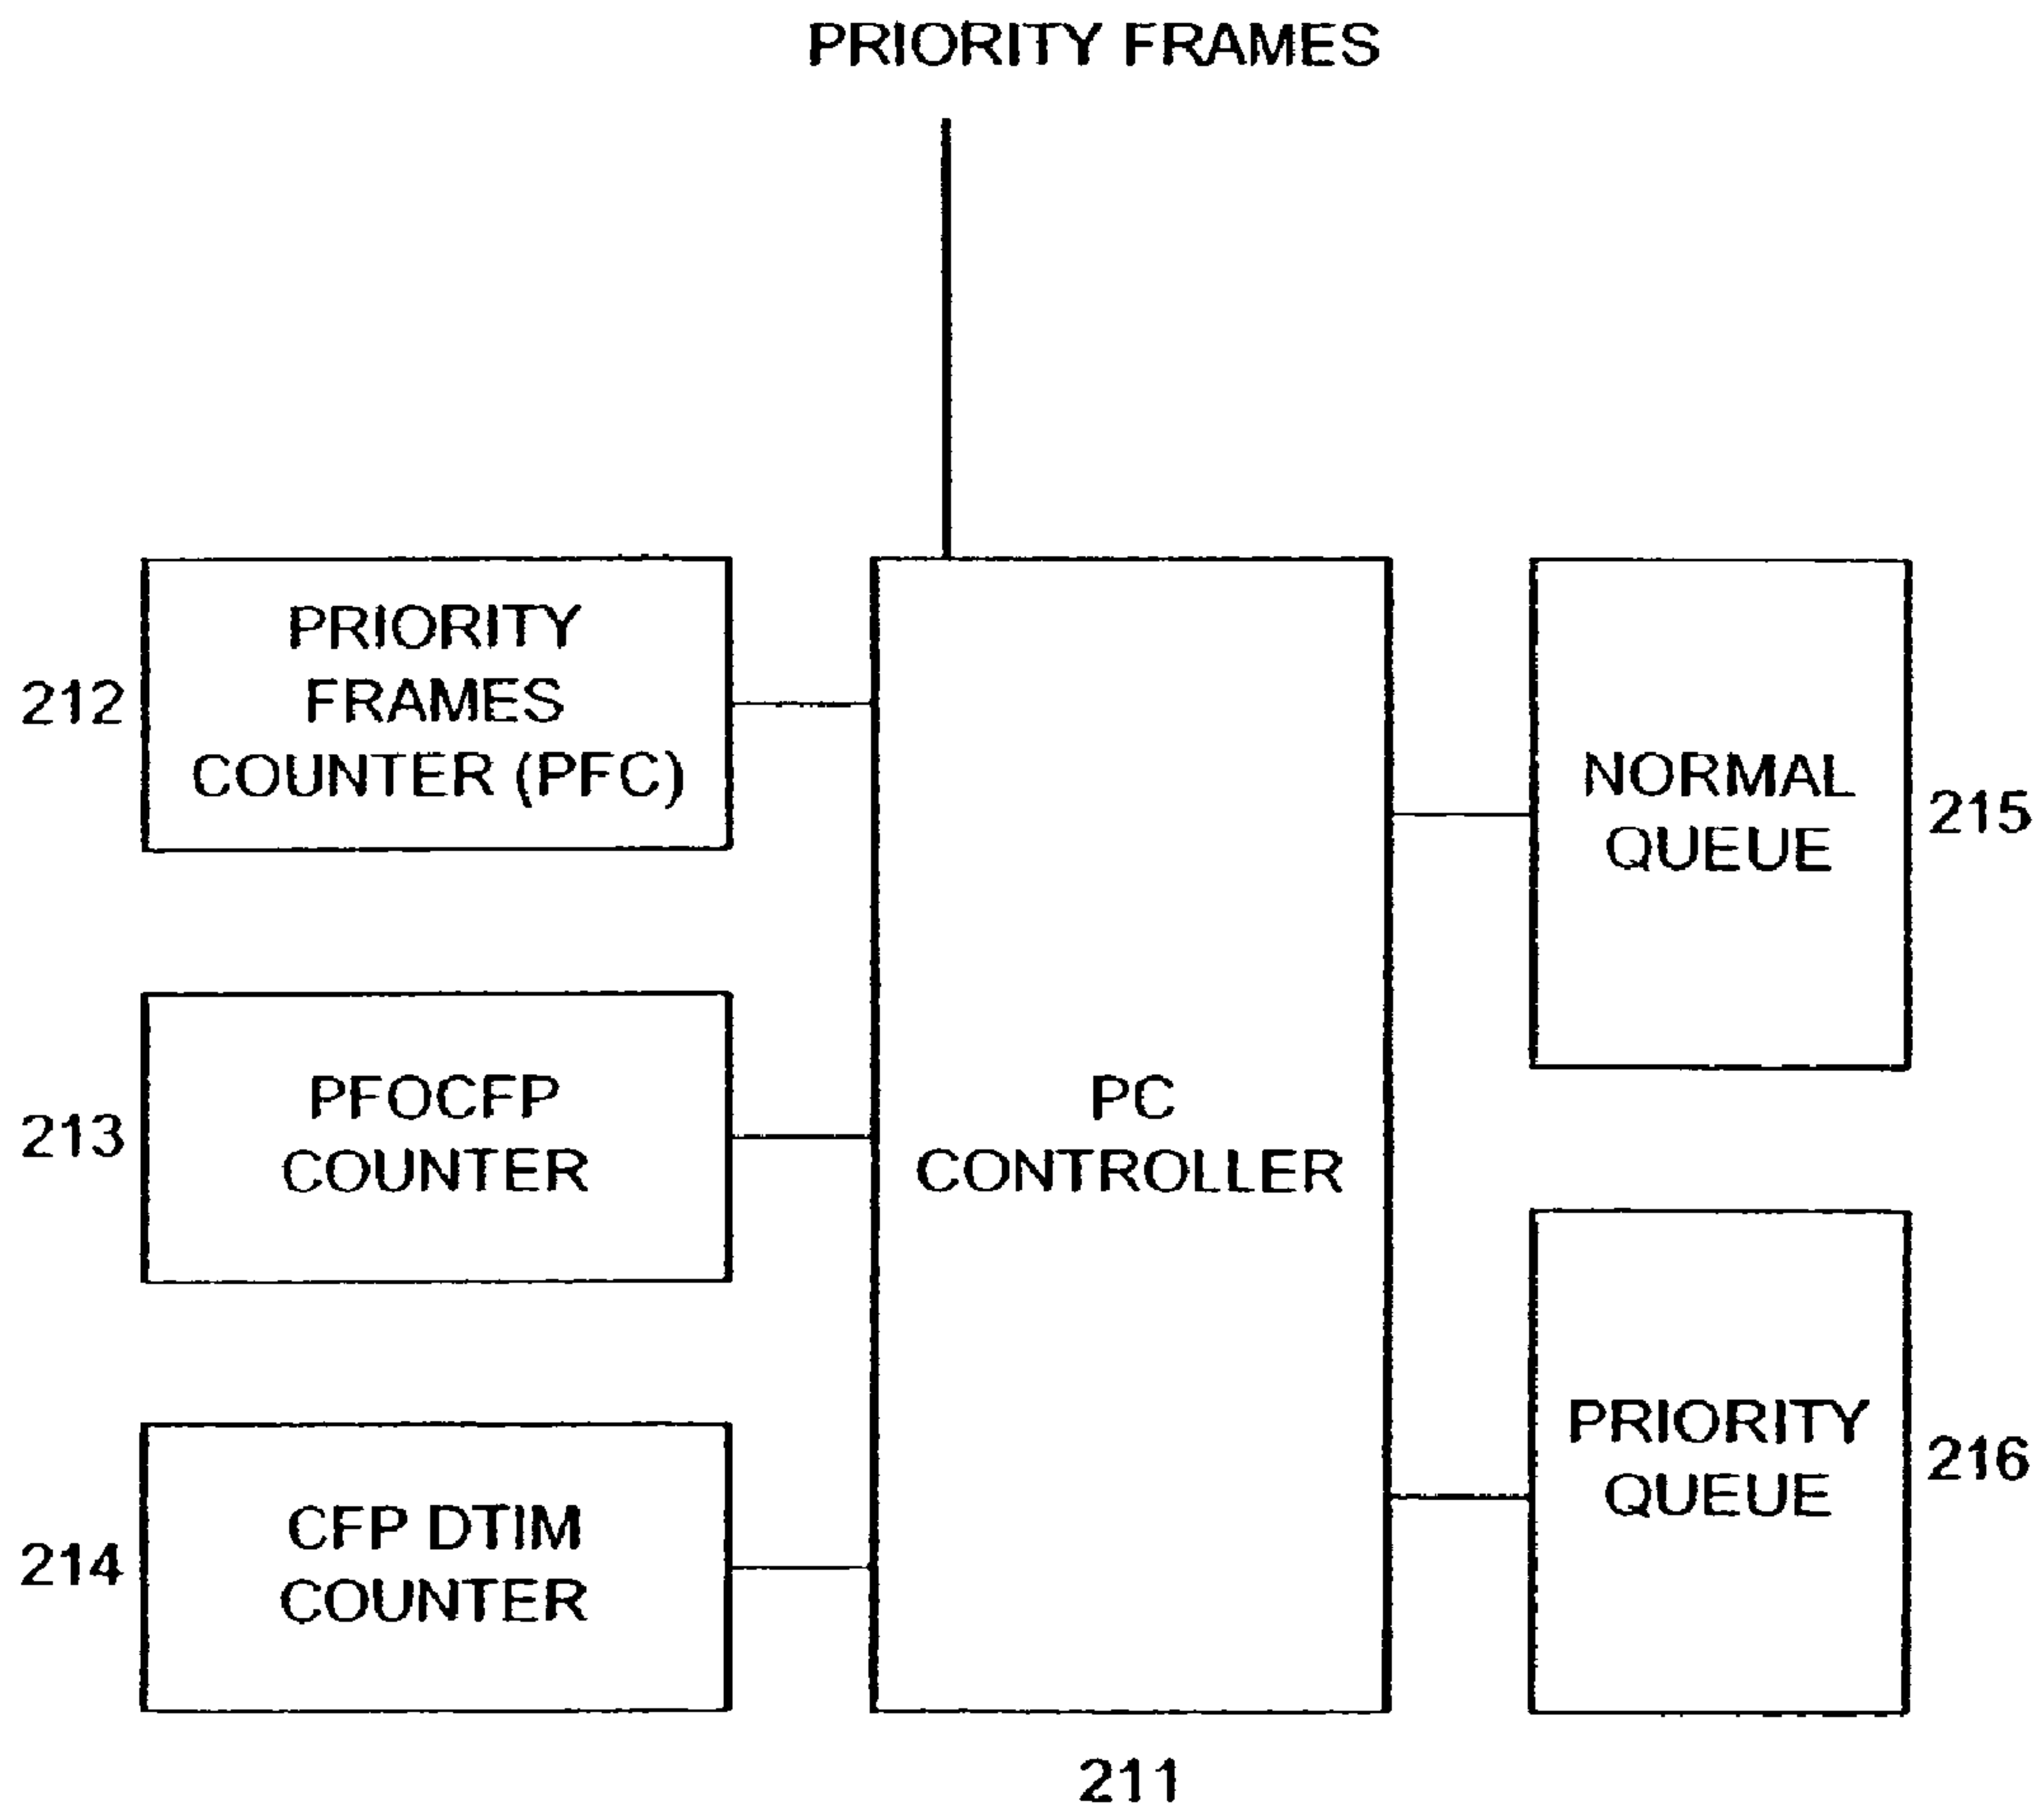 PRIORITY FRAMES
212
PRIORITY
FRAMES
COUNTER (PFC)
213
PFOCFP
COUNTER
214
CFP DTIM
COUNTER
PC
CONTROLLER
211
NORMAL
QUEUE
215
PRIORITY
QUEUE
216